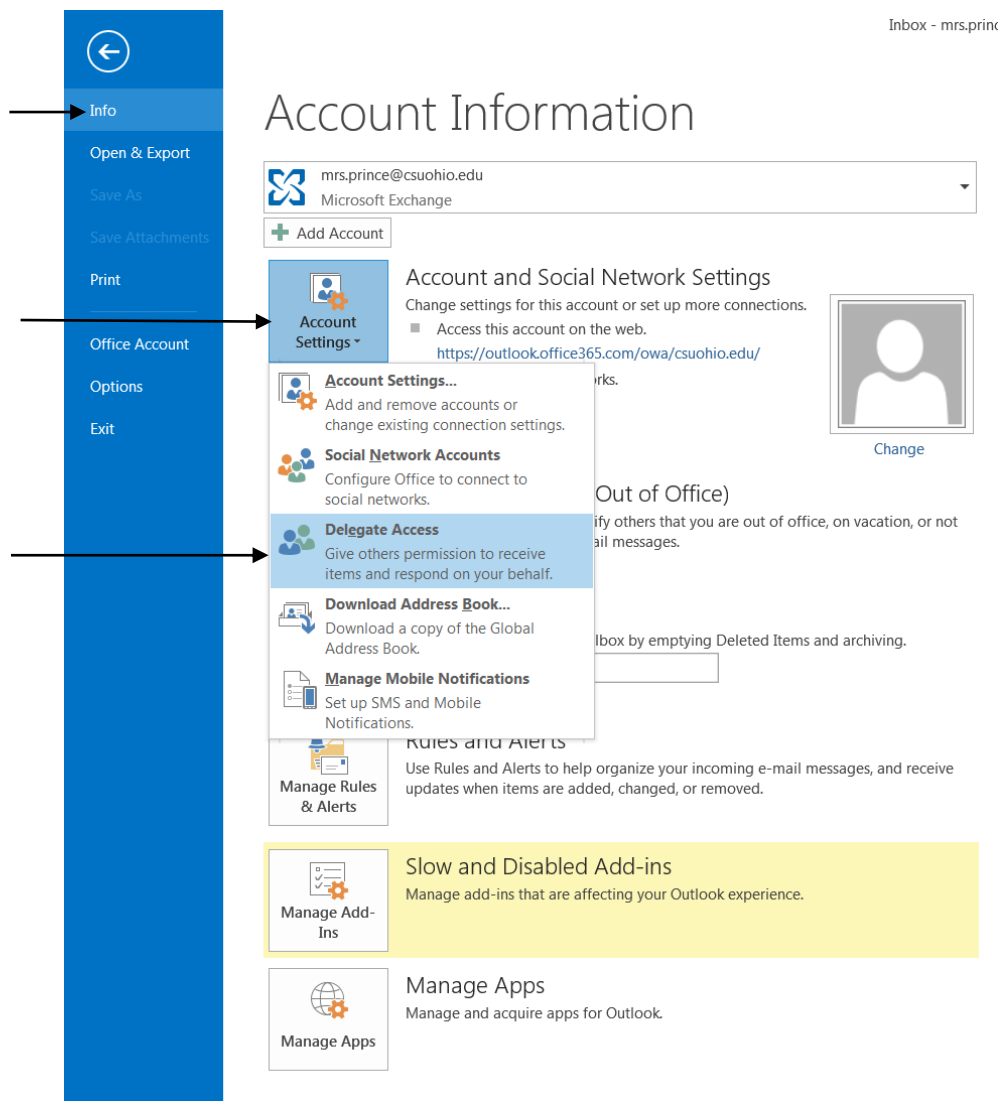 Inbox - mrs.princ
Info
Open & Export
Save As
Save Attachments
Print
Office Account
Options
Exit
Account Information
mrs.prince@csuohio.edu
Microsoft Exchange
Add Account
Account
Settings
Account and Social Network Settings
Change settings for this account or set up more connections.
Access this account on the web.
https://outlook.office365.com/owa/csuohio.edu/
rks.
Change
Account Settings...
Add and remove accounts or
change existing connection settings.
Social Network Accounts
Configure Office to connect to
social networks.
Delegate Access
Give others permission to receive
items and respond on your behalf.
Download Address Book...
Download a copy of the Global
Address Book.
Manage Mobile Notifications
Set up SMS and Mobile
Notifications.
(Out of Office)
ify others that you are out of office, on vacation, or not
ail messages.
lbox by emptying Deleted Items and archiving.
Manage Rules
& Alerts
Rules and Alerts
Use Rules and Alerts to help organize your incoming e-mail messages, and receive
updates when items are added, changed, or removed.
Manage Add-
Ins
Slow and Disabled Add-ins
Manage add-ins that are affecting your Outlook experience.
Manage Apps
Manage Apps
Manage and acquire apps for Outlook.